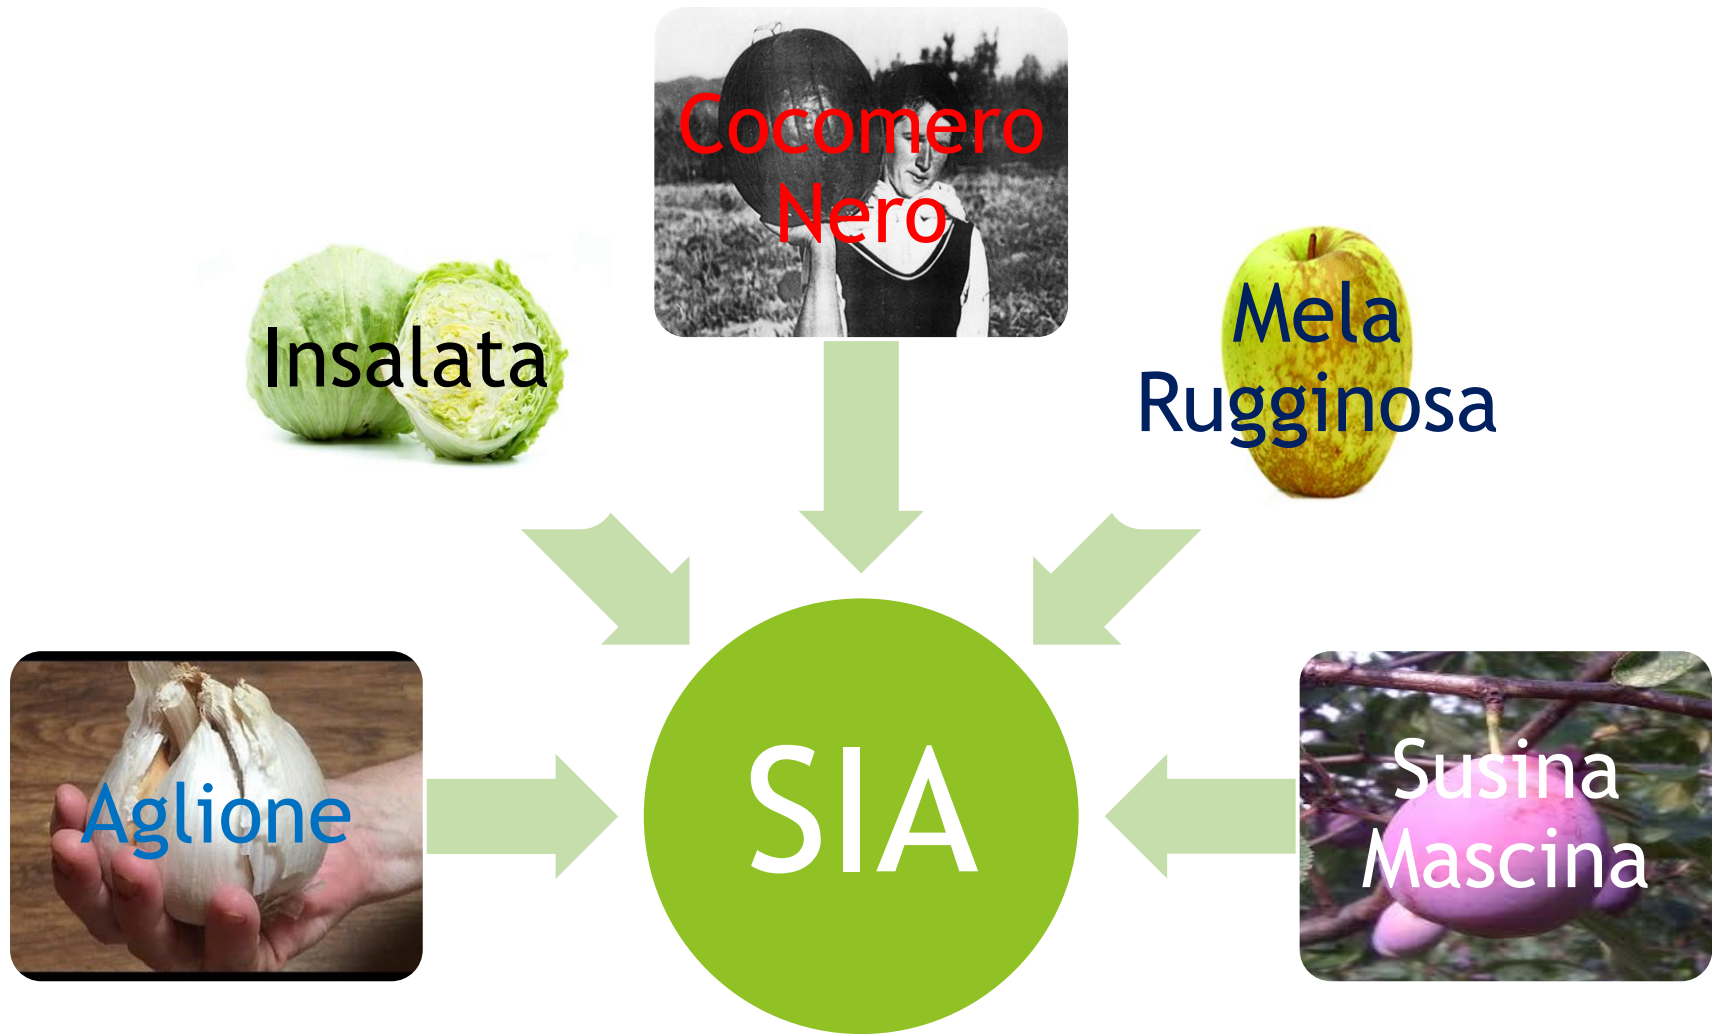 Cocomero
Nero
Insalata
Mela
Rugginosa
Aglione
SIA
Susina
Mascina